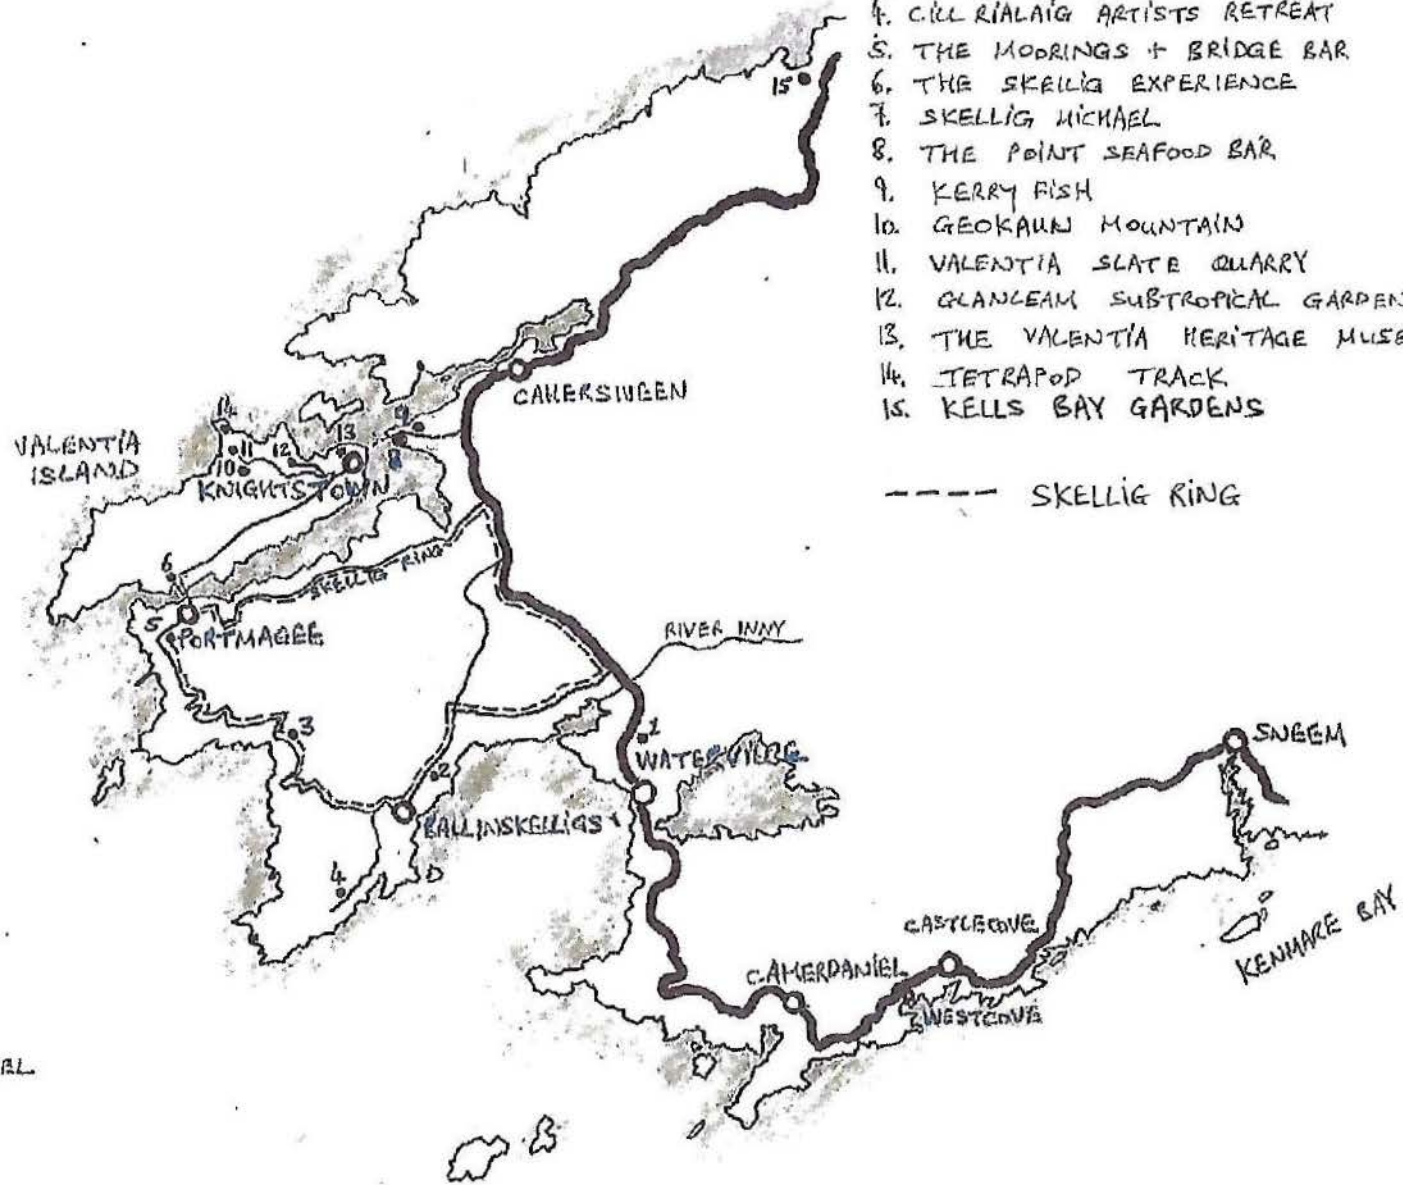 4. CILL RIALAIG ARTISTS RETREAT
5. THE MOORINGS + BRIDGE BAR
6. THE SKELLIG EXPERIENCE
7. SKELLIG MICHAEL
8. THE POINT SEAFOOD BAR
9. KERRY FISH
10. GEOKAUN MOUNTAIN
11. VALENTIA SLATE QUARRY
12. GLANLEAM SUBTROPICAL GARDEN
13. THE VALENTIA HERITAGE MUSE
14. TETRAPOD TRACK
15. KELLS BAY GARDENS
---- SKELLIG RING
15
CAHERSIVEEN
VALENTIA
ISLAND
14
11
10
12
13
9
8
KNIGHTSTOWN
6
SKELLIG RING
5
PORTMAGEE
RIVER INNY
3
1
WATERVILLE
2
BALLINSKELLIGS
4
SNEEM
KENMARE BAY
CASTLECOVE
CAHERDANIEL
WESTCOVE
EL